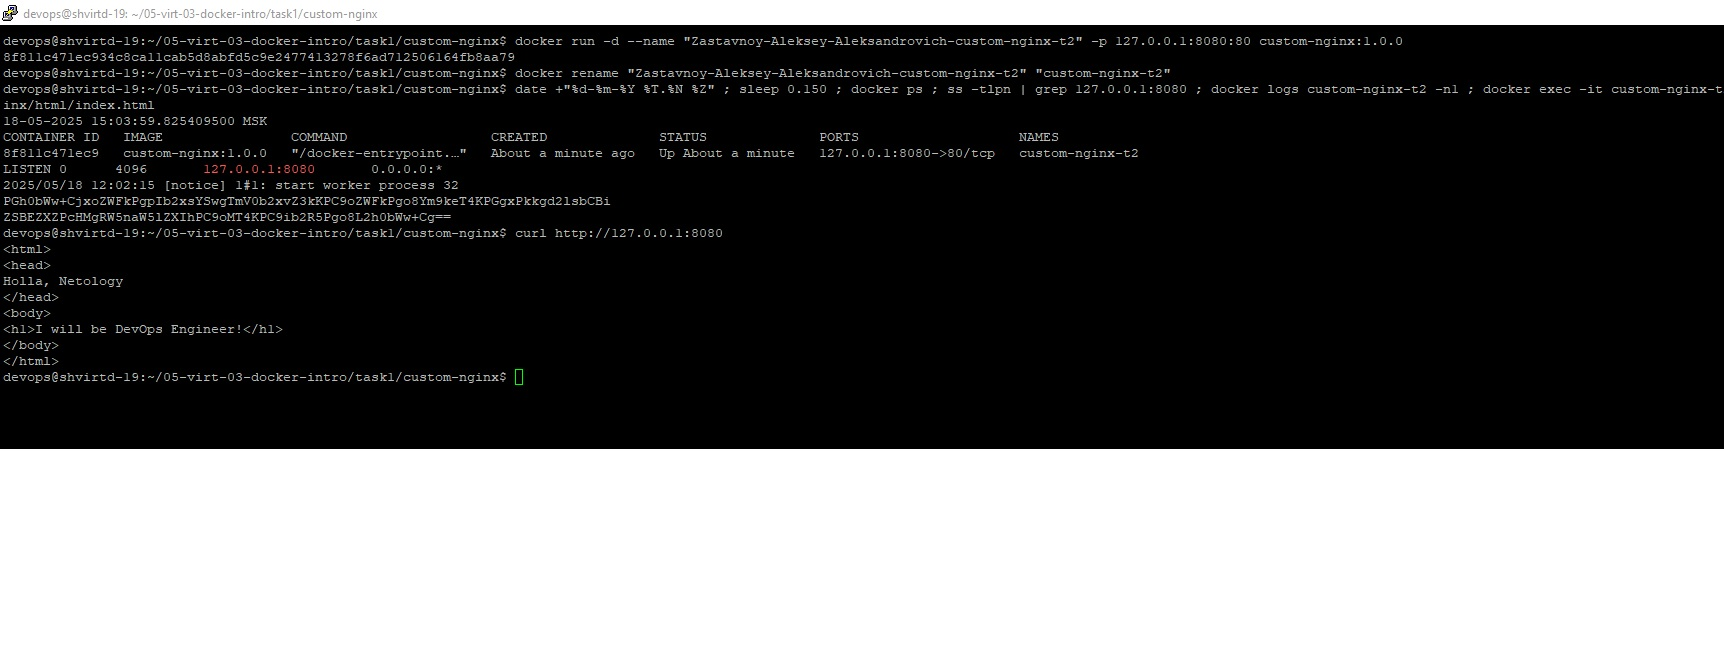 devops@shvirtd-19: ~/05-virt-03-docker-intro/task1/custom-nginx
devops@shvirtd-19:~/05-virt-03-docker-intro/task1/custom-nginx$ docker run -d --name "Zastavnoy-Aleksey-Aleksandrovich-custom-nginx-t2" -p 127.0.0.1:8080:80 custom-nginx:1.0.0
8f811c471ec934c8ca11cab5d8abfd5c9e2477413278f6ad712506164fb8aa79
devops@shvirtd-19:~/05-virt-03-docker-intro/task1/custom-nginx$ docker rename "Zastavnoy-Aleksey-Aleksandrovich-custom-nginx-t2" "custom-nginx-t2"
devops@shvirtd-19:~/05-virt-03-docker-intro/task1/custom-nginx$ date +"%d-%m-%Y %T.%N %Z" ; sleep 0.150 ; docker ps ; ss -tlpn | grep 127.0.0.1:8080 ; docker logs custom-nginx-t2 -n1 ; docker exec -it custom-nginx-t
inx/html/index.html
18-05-2025 15:03:59.825409500 MSK
CONTAINER ID IMAGE COMMAND CREATED STATUS PORTS NAMES
8f811c471ec9 custom-nginx:1.0.0 "/docker-entrypoint.…" About a minute ago Up About a minute 127.0.0.1:8080->80/tcp custom-nginx-t2
LISTEN 0 4096 127.0.0.1:8080 0.0.0.0:*
2025/05/18 12:02:15 [notice] 1#1: start worker process 32
PGh0bWw+CjxoZWFkPgpIb2xsYSwgTmV0b2xvZ3kKPC9oZWFkPgo8Ym9keT4KPGgxPkkgd2lsbCBi
ZSBEZXZPcHMgRW5naW5lZXIhPC9oMT4KPC9ib2R5Pgo8L2h0bWw+Cg==
devops@shvirtd-19:~/05-virt-03-docker-intro/task1/custom-nginx$ curl http://127.0.0.1:8080
<html>
<head>
Holla, Netology
</head>
<body>
<h1>I will be DevOps Engineer!</h1>
</body>
</html>
devops@shvirtd-19:~/05-virt-03-docker-intro/task1/custom-nginx$